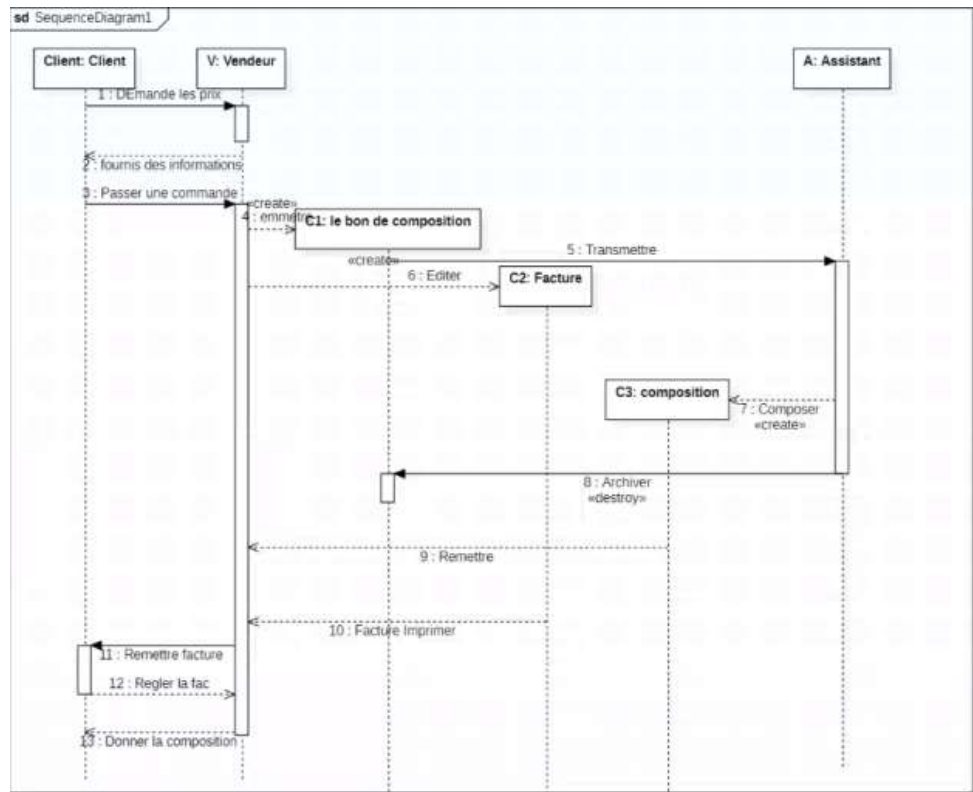 sd SequenceDiagram1
Client: Client
V: Vendeur
A: Assistant
1 : DEmande les prix
2 : fournis des informations
3 : Passer une commande
«create»
4 : emmetre
C1: le bon de composition
5 : Transmettre
«create»
6 : Editer
C2: Facture
C3: composition
7 : Composer
«create»
8 : Archiver
«destroy»
9 : Remettre
10 : Facture Imprimer
11 : Remettre facture
12 : Regler la fac
13 : Donner la composition